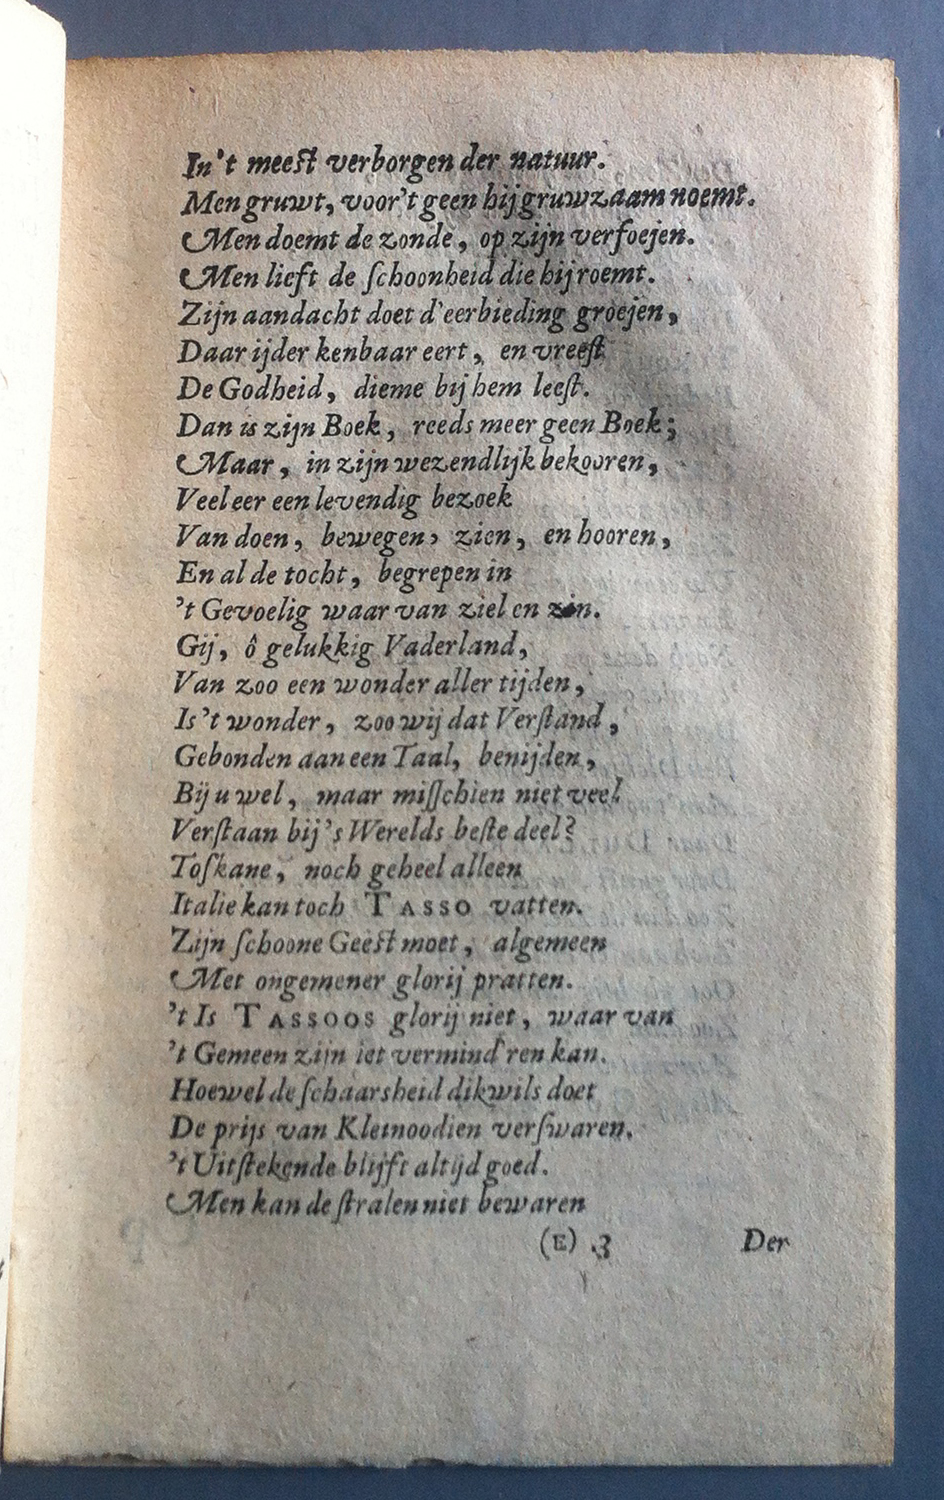 In't meeſt verborgen der natuur.
Men gruwt, voor't geen hij gruwzaam noemt.
Men doemt de zonde, op zijn verfoejen.
Men lieft de ſchoonheid die hij roemt.
Zijn aandacht doet d'eerbieding groejen,
Daar ijder kenbaar eert, en vreeſt
De Godheid, dieme bij hem leeſt.
Dan is zijn Boek, reeds meer geen Boek;
Maar, in zijn wezendlijk bekooren,
Veeleer een levendig bezoek
Van doen, bewegen, zien, en hooren,
En al de tocht, begrepen in
't Gevoelig waar van ziel en zin.
Gij, ô gelukkig Vaderland,
Van zoo een wonder aller tijden,
Is't wonder, zoo wij dat Verſtand,
Gebonden aan een Taal, benijden,
Bij u wel, maar miſſchien niet veel
Verſtaan bij's Werelds beſte deel?
Toſkane, noch geheel alleen
Italie kan toch TASSO vatten.
Zijn ſchoone Geeſt moet, algemeen
Met ongemener glorij pratten.
't Is TASSOOS glorij niet, waar van
't Gemeen zijn iet vermind'ren kan.
Hoewel de ſchaarsheid dikwils doet
De prijs van Kleinoodien verſwaren.
't Uitſtekende blijft altijd goed.
Men kan de ſtralen niet bewaren
(E) 3 Der